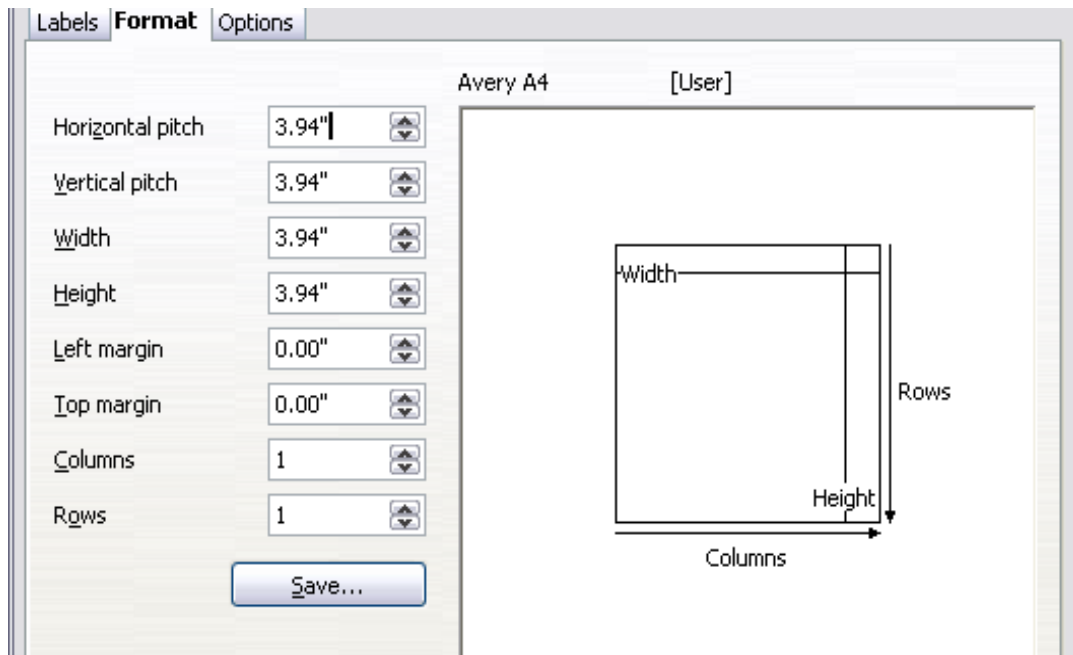 Labels Format Options
Avery A4 [User]
Horizontal pitch 3.94"
Vertical pitch 3.94"
Width 3.94"
Height 3.94"
Left margin 0.00"
Top margin 0.00"
Columns 1
Rows 1
Save...
Width
Rows
Height
Columns